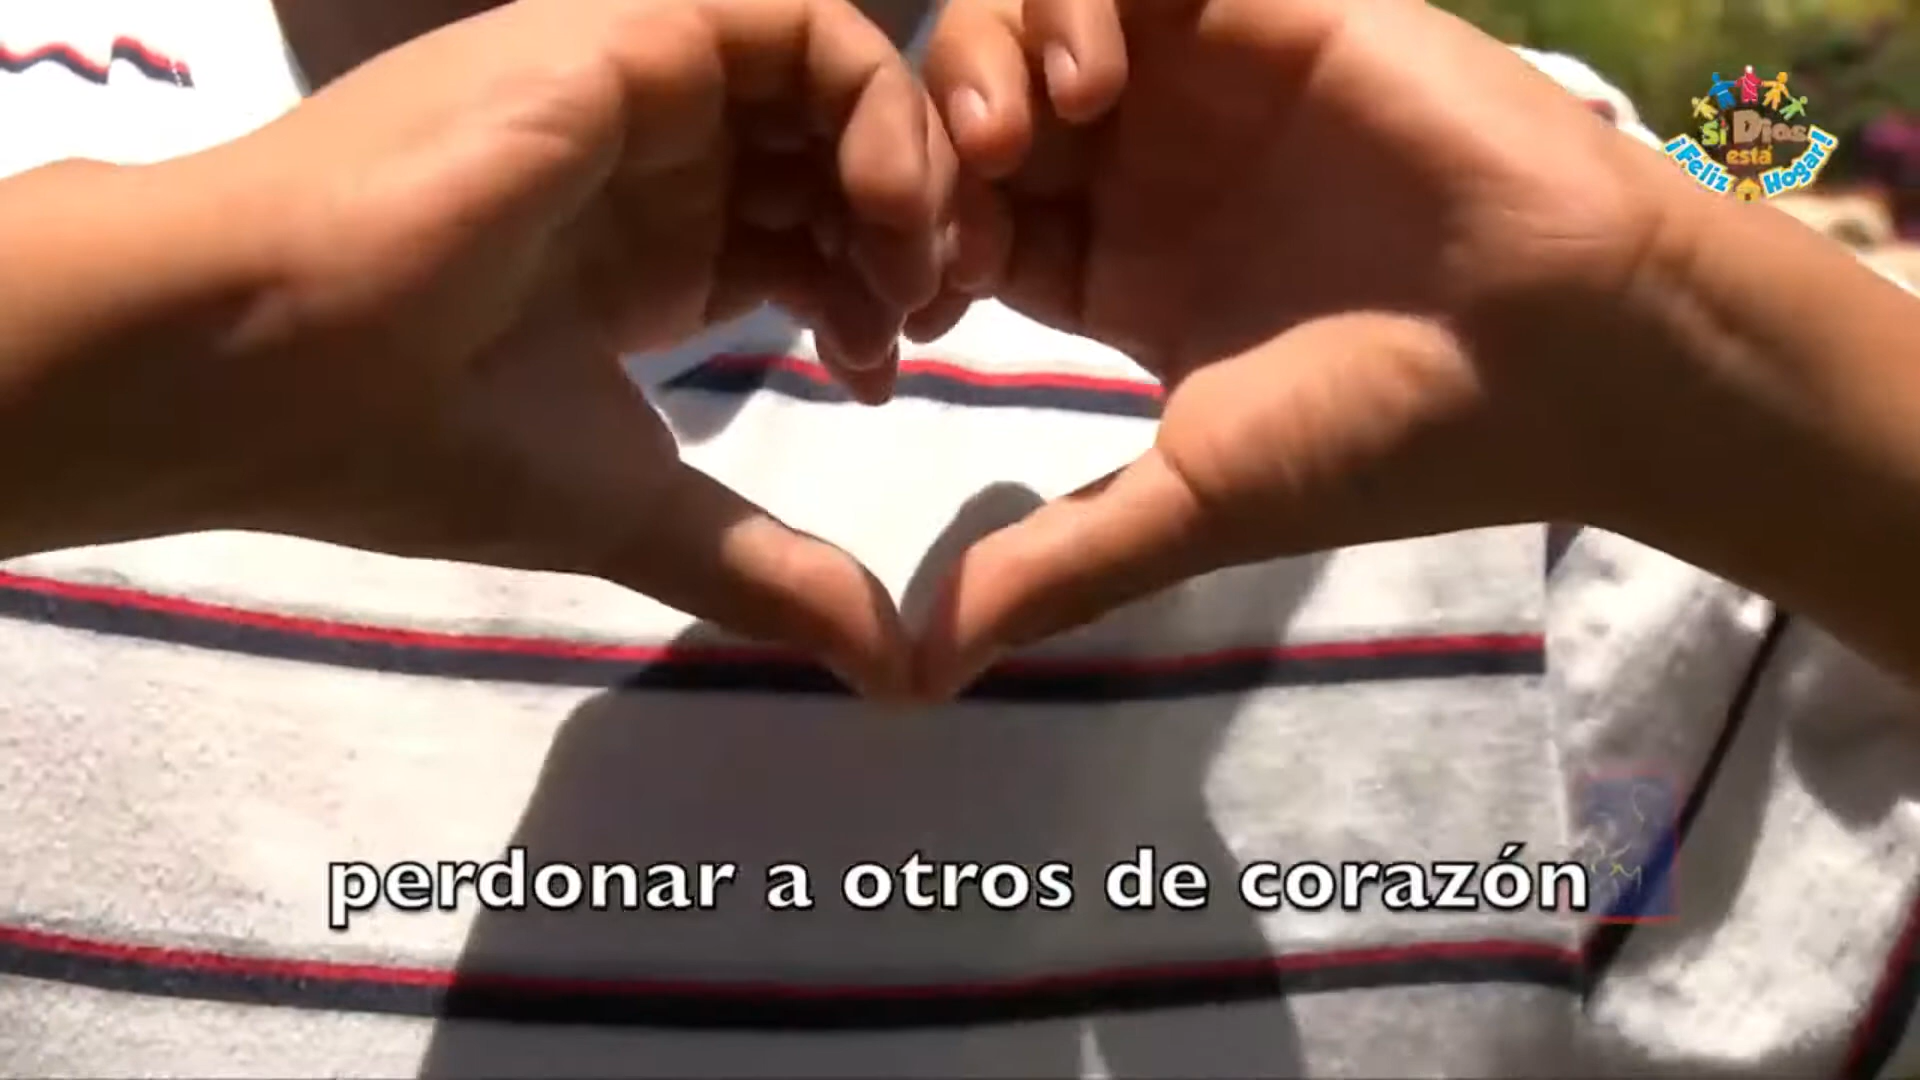 Si Dios
está
¡Feliz Hogar!
perdonar a otros de corazón